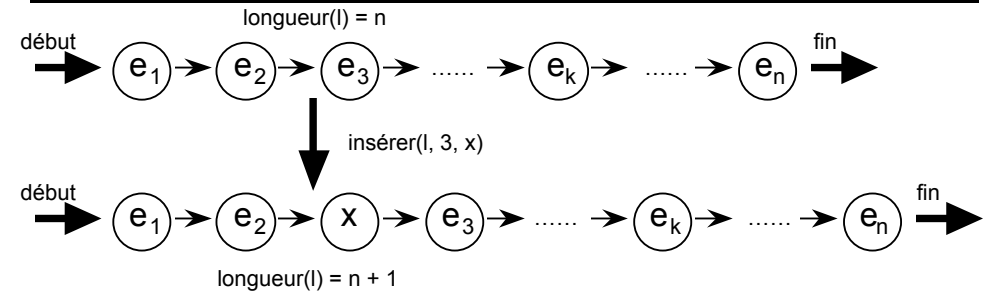 longueur(l) = n
début fin
e1 e2 e3 ...... ek ...... en
insérer(l, 3, x)
début fin
e1 e2 x e3 ...... ek ...... en
longueur(l) = n + 1